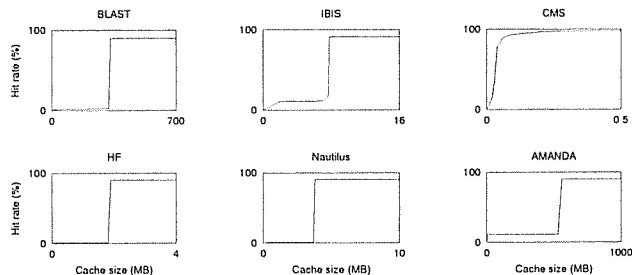 BLAST
IBIS
CMS
Hit rate (%)
100
0
0
700
100
0
0
16
100
0
0
0 5
HF
Nautilus
AMANDA
Hit rate (%)
100
0
0
4
100
0
0
10
100
0
0
1000
Cache size (MB)
Cache size (MB)
Cache size (MB)